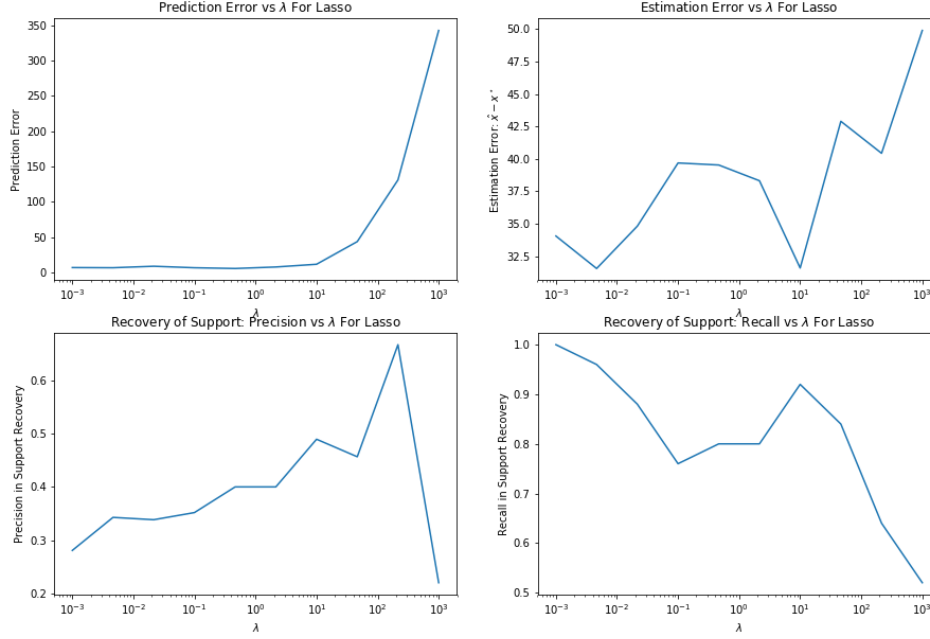 Prediction Error vs λ For Lasso
350
300
250
200
150
100
50
0
Prediction Error
10⁻³ 10⁻² 10⁻¹ 10⁰ 10¹ 10² 10³
λ
Estimation Error vs λ For Lasso
50.0
47.5
45.0
42.5
40.0
37.5
35.0
32.5
Estimation Error: x̂ − x*
10⁻³ 10⁻² 10⁻¹ 10⁰ 10¹ 10² 10³
λ
Recovery of Support: Precision vs λ For Lasso
0.6
0.5
0.4
0.3
0.2
Precision in Support Recovery
10⁻³ 10⁻² 10⁻¹ 10⁰ 10¹ 10² 10³
λ
Recovery of Support: Recall vs λ For Lasso
1.0
0.9
0.8
0.7
0.6
0.5
Recall in Support Recovery
10⁻³ 10⁻² 10⁻¹ 10⁰ 10¹ 10² 10³
λ